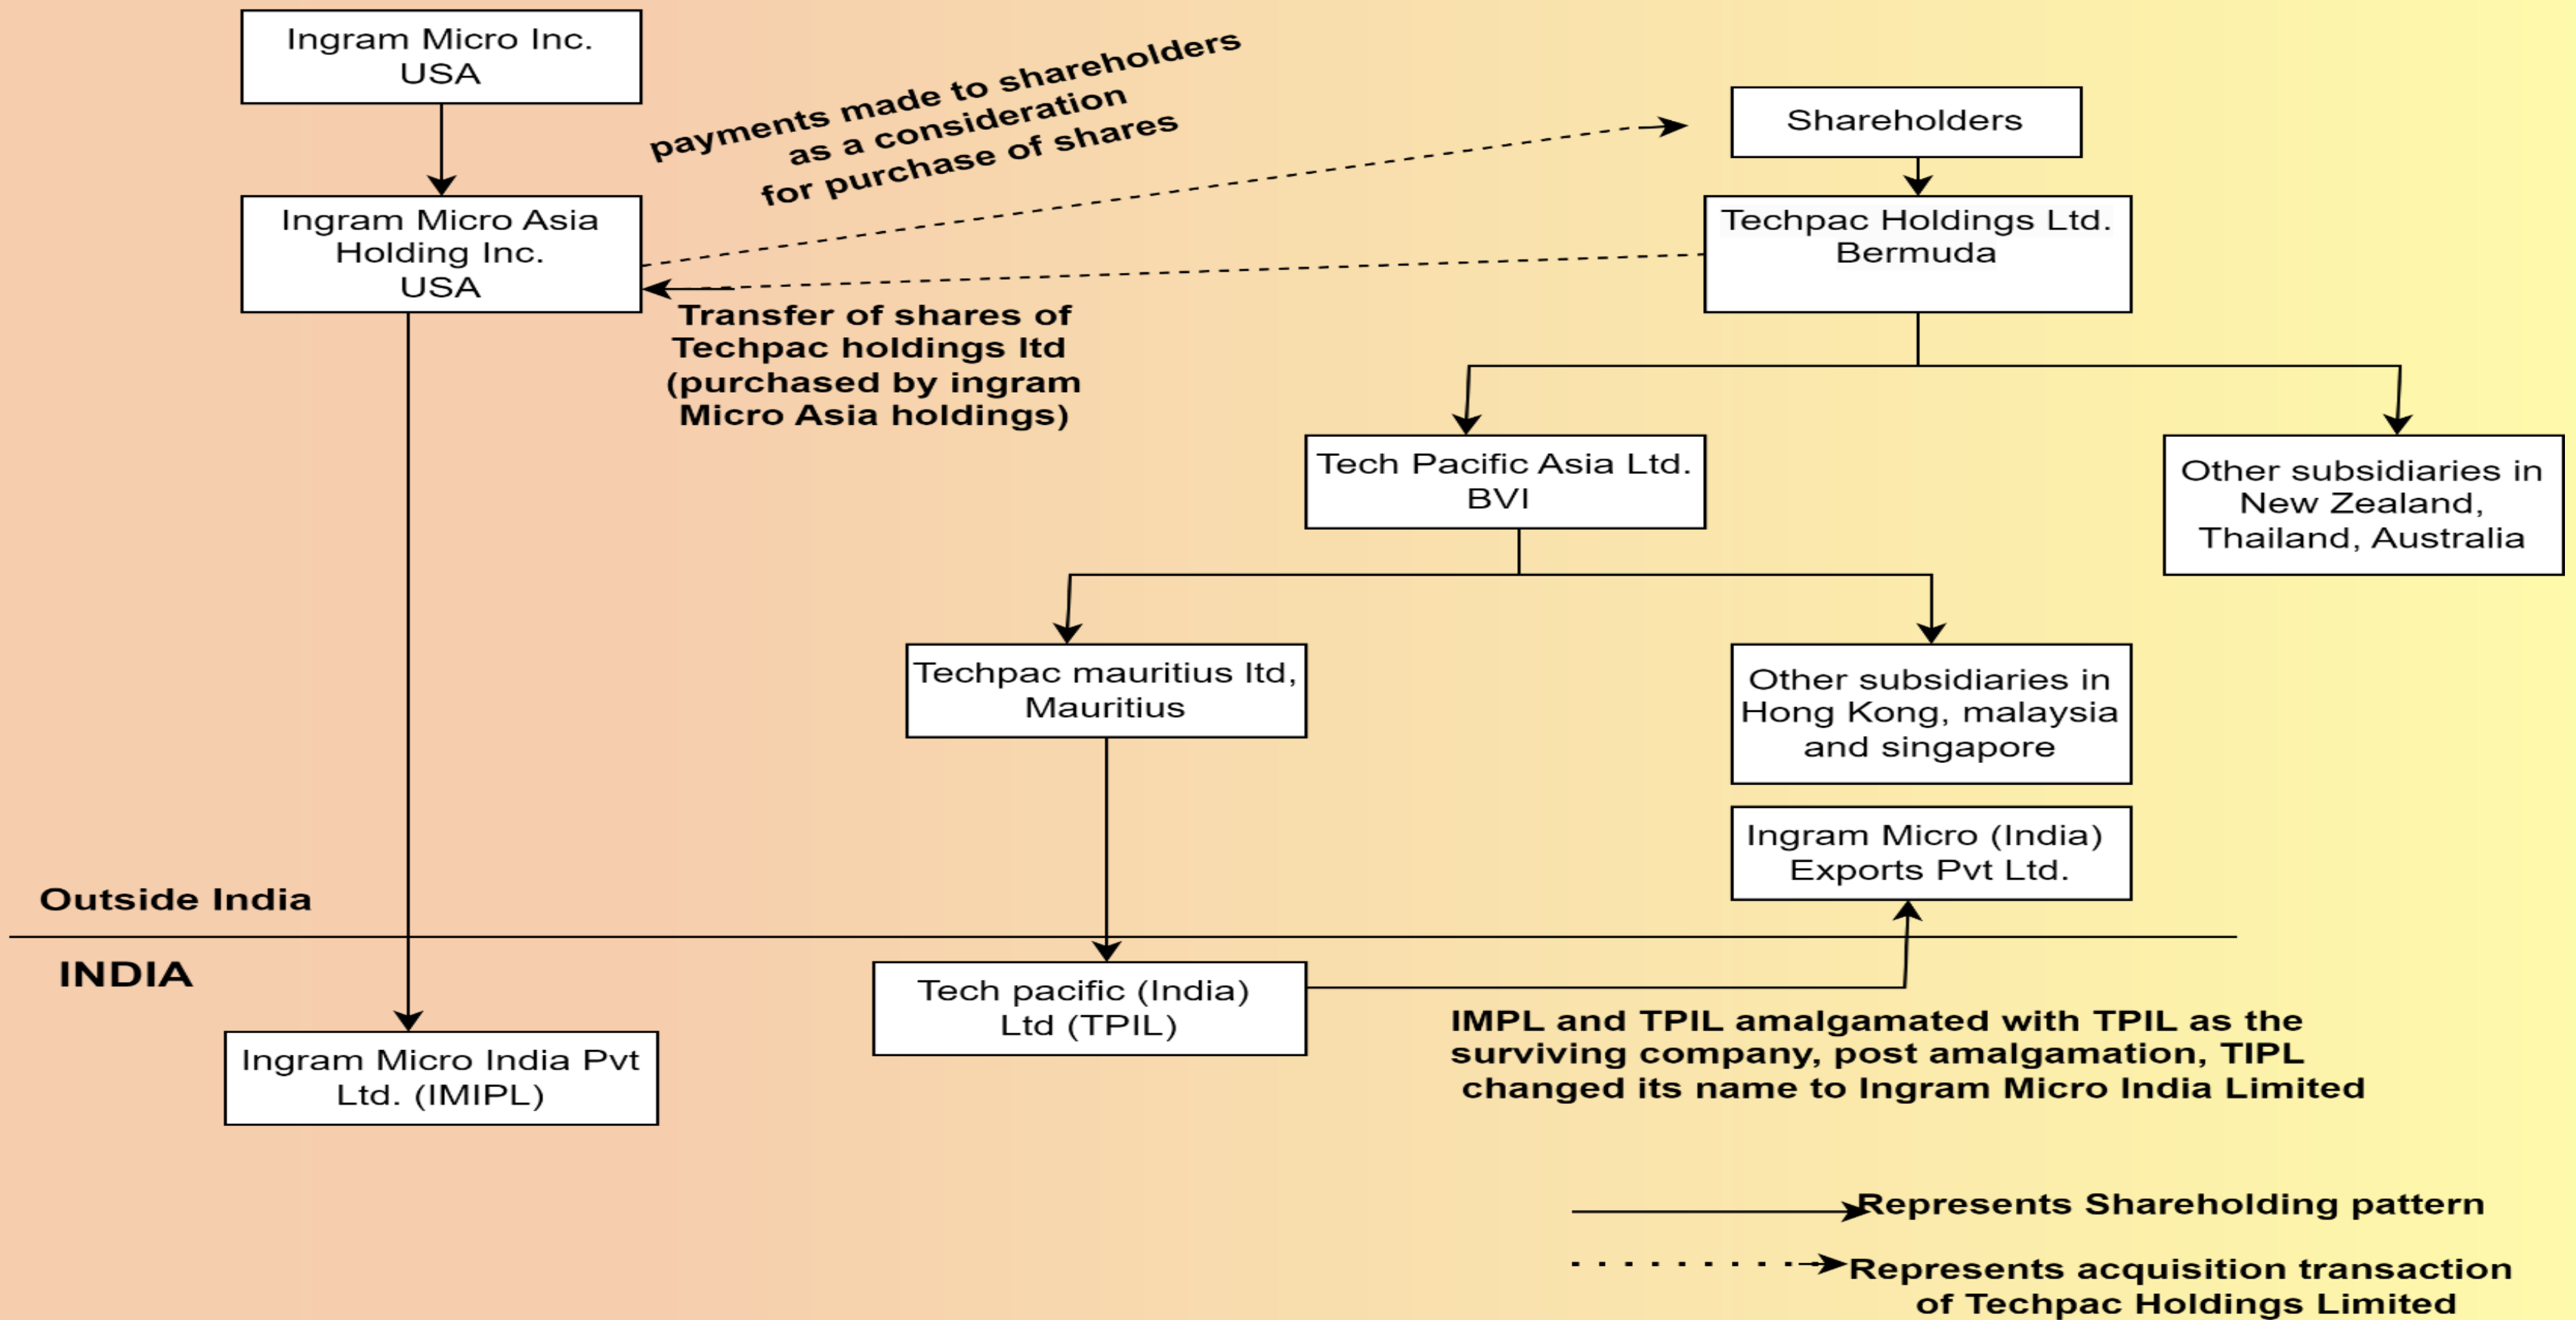 Ingram Micro Inc.
USA
payments made to shareholders
as a consideration
for purchase of shares
Shareholders
Ingram Micro Asia
Holding Inc.
USA
Techpac Holdings Ltd.
Bermuda
Transfer of shares of
Techpac holdings ltd
(purchased by ingram
Micro Asia holdings)
Tech Pacific Asia Ltd.
BVI
Other subsidiaries in
New Zealand,
Thailand, Australia
Techpac mauritius ltd,
Mauritius
Other subsidiaries in
Hong Kong, malaysia
and singapore
Ingram Micro (India)
Exports Pvt Ltd.
Outside India
INDIA
Tech pacific (India)
Ltd (TPIL)
Ingram Micro India Pvt
Ltd. (IMIPL)
IMPL and TPIL amalgamated with TPIL as the
surviving company, post amalgamation, TIPL
changed its name to Ingram Micro India Limited
Represents Shareholding pattern
Represents acquisition transaction
of Techpac Holdings Limited